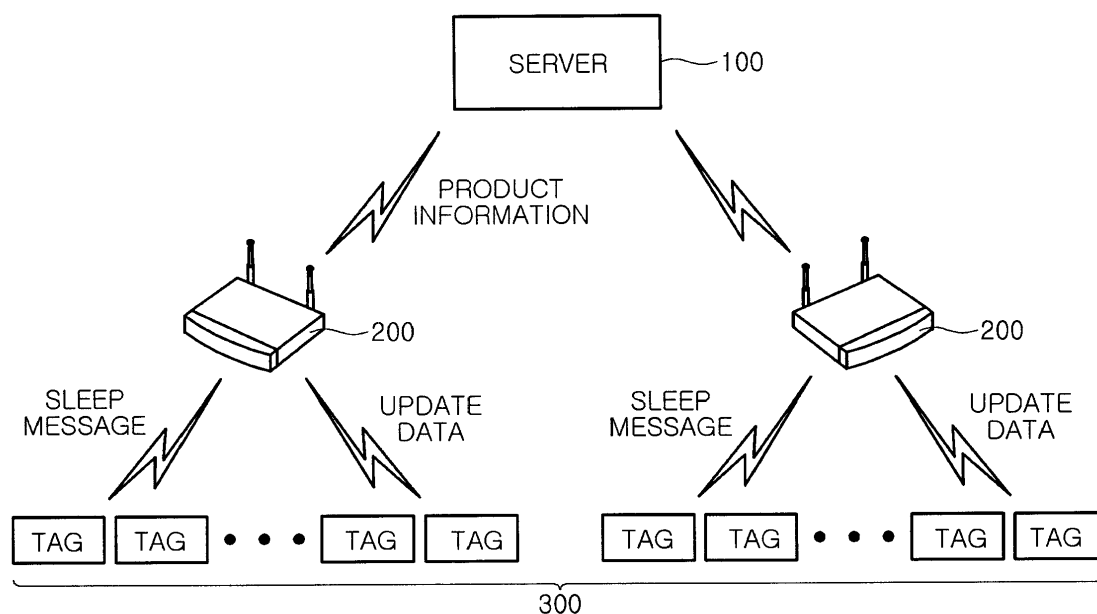 SERVER
100
PRODUCT
INFORMATION
200
200
SLEEP
MESSAGE
UPDATE
DATA
SLEEP
MESSAGE
UPDATE
DATA
TAG TAG • • • TAG TAG
TAG TAG • • • TAG TAG
300